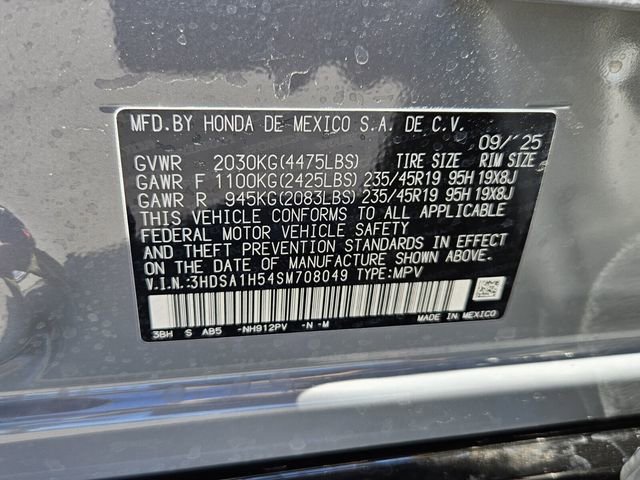 MFD.BY HONDA DE MEXICO S.A. DE C.V.
09/'25
GVWR 2030KG(4475LBS) TIRE SIZE RIM SIZE
GAWR F 1100KG(2425LBS) 235/45R19 95H 19X8J
GAWR R 945KG(2083LBS) 235/45R19 95H 19X8J
THIS VEHICLE CONFORMS TO ALL APPLICABLE
FEDERAL MOTOR VEHICLE SAFETY
AND THEFT PREVENTION STANDARDS IN EFFECT
ON THE DATE OF MANUFACTURE SHOWN ABOVE.
V.I.N.:3HDSA1H54SM708049 TYPE:MPV
3BH S AB5 -NH912PV -N -M MADE IN MEXICO